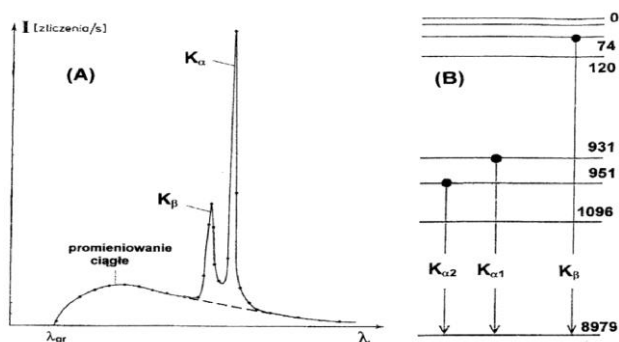 I [zliczenia/s]
(A)
Kα
Kβ
promieniowanie
ciągłe
λgr
λ
(B)
0
74
120
931
951
1096
Kα2
Kα1
Kβ
8979